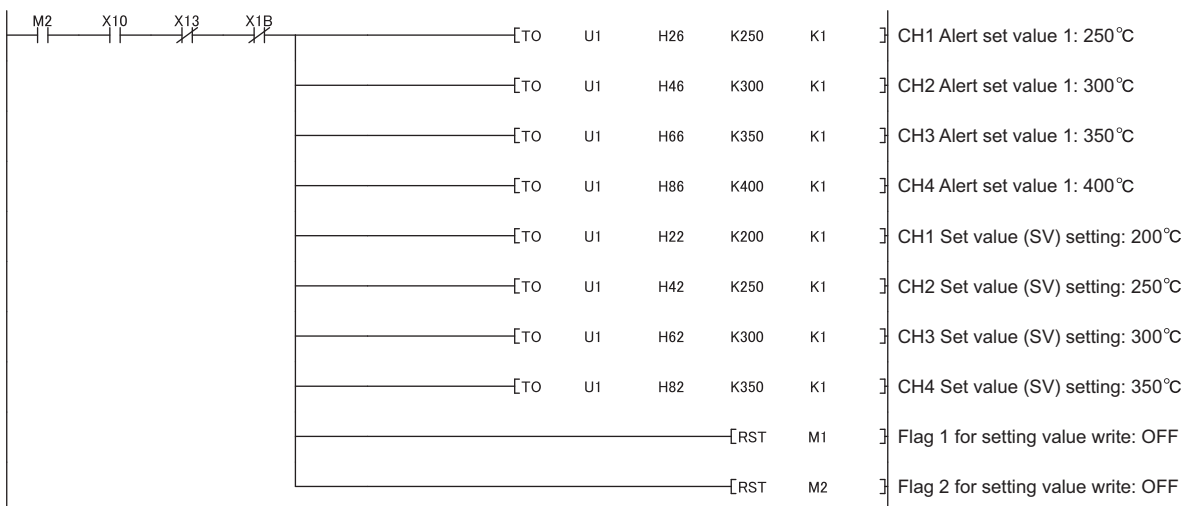 M2 X10 X13 X1B
[TO U1 H26 K250 K1 ] CH1 Alert set value 1: 250°C
[TO U1 H46 K300 K1 ] CH2 Alert set value 1: 300°C
[TO U1 H66 K350 K1 ] CH3 Alert set value 1: 350°C
[TO U1 H86 K400 K1 ] CH4 Alert set value 1: 400°C
[TO U1 H22 K200 K1 ] CH1 Set value (SV) setting: 200°C
[TO U1 H42 K250 K1 ] CH2 Set value (SV) setting: 250°C
[TO U1 H62 K300 K1 ] CH3 Set value (SV) setting: 300°C
[TO U1 H82 K350 K1 ] CH4 Set value (SV) setting: 350°C
[RST M1 ] Flag 1 for setting value write: OFF
[RST M2 ] Flag 2 for setting value write: OFF